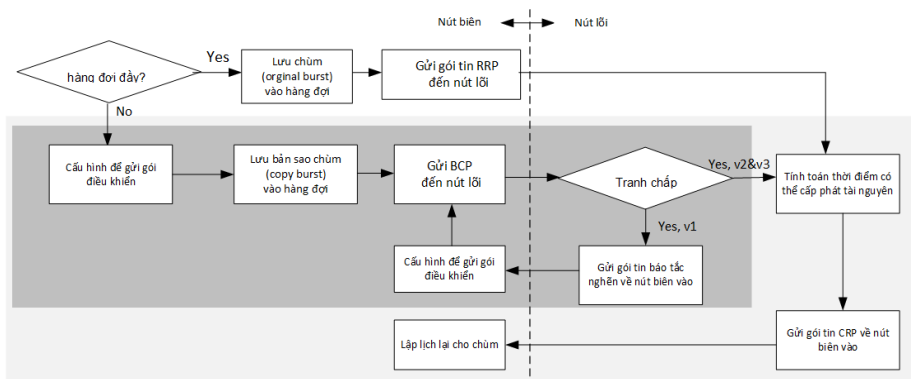 Nút biên
Nút lõi
Yes
hàng đợi đầy?
Lưu chùm
(orginal burst)
vào hàng đợi
Gửi gói tin RRP
đến nút lõi
No
Cấu hình để gửi gói
điều khiển
Lưu bản sao chùm
(copy burst)
vào hàng đợi
Gửi BCP
đến nút lõi
Tranh chấp
Yes, v2&v3
Tính toán thời điểm có
thể cấp phát tài nguyên
Yes, v1
Cấu hình để gửi gói
điều khiển
Gửi gói tin báo tắc
nghẽn về nút biên vào
Lập lịch lại cho chùm
Gửi gói tin CRP về nút
biên vào